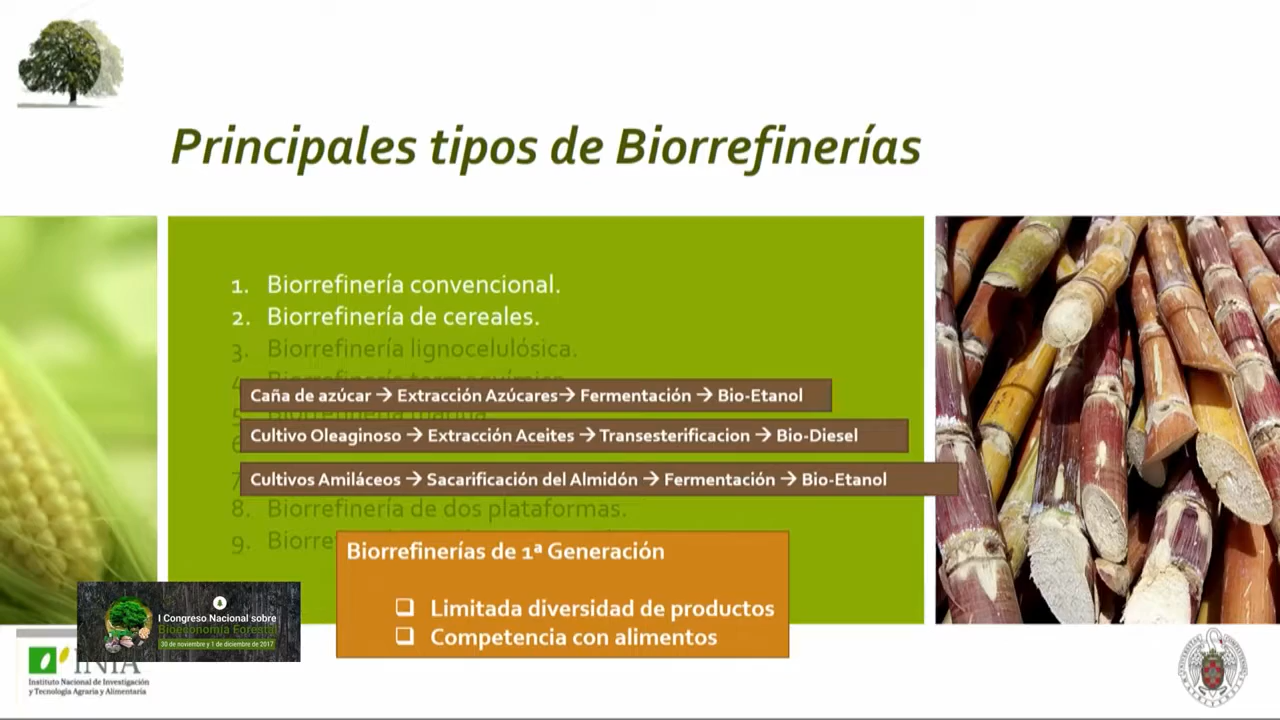 Principales tipos de Biorrefinerías
1. Biorrefinería convencional.
2. Biorrefinería de cereales.
3. Biorrefinería lignocelulósica.
Caña de azúcar → Extracción Azúcares→ Fermentación → Bio-Etanol
Cultivo Oleaginoso → Extracción Aceites →Transesterificacion → Bio-Diesel
Cultivos Amiláceos → Sacarificación del Almidón → Fermentación → Bio-Etanol
8. Biorrefinería de dos plataformas.
9.
Biorrefinerías de 1ª Generación
❑ Limitada diversidad de productos
❑ Competencia con alimentos
I Congreso Nacional sobre
Bioeconomía Forestal
30 de noviembre y 1 de diciembre de 2017
INIA
Instituto Nacional de Investigación
y Tecnología Agraria y Alimentaria